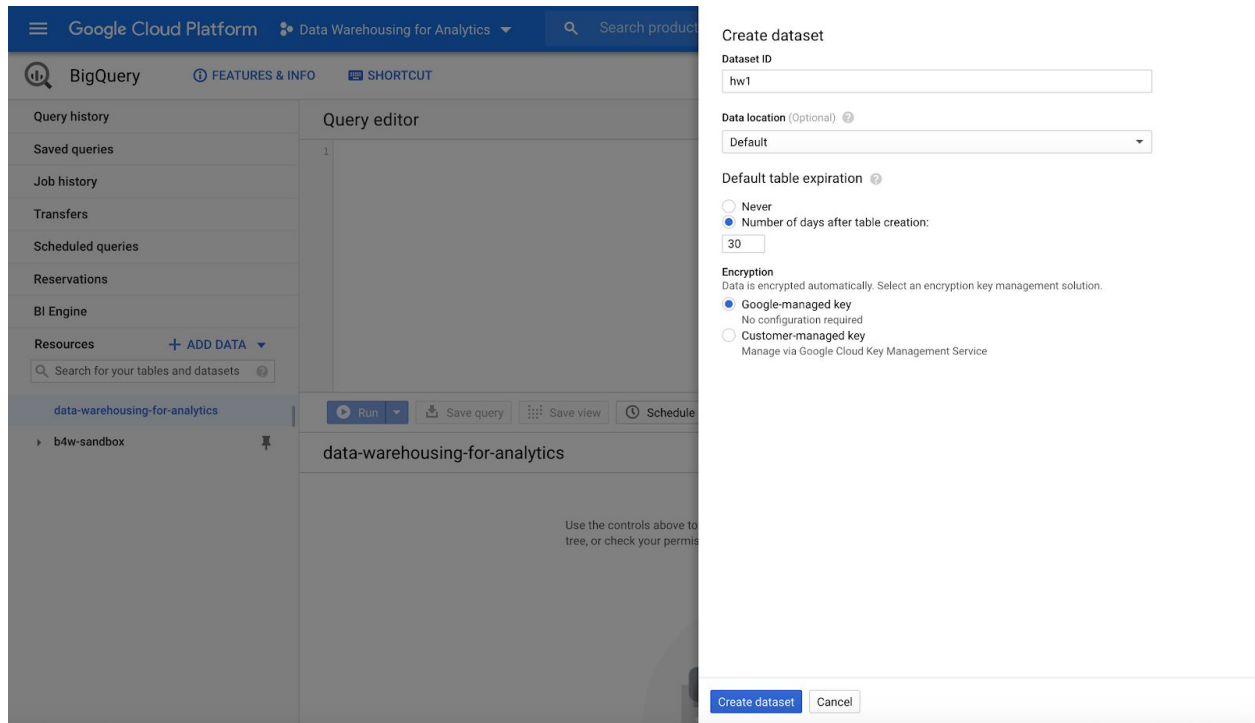 Google Cloud Platform
Data Warehousing for Analytics
Search product
BigQuery
FEATURES & INFO
SHORTCUT
Query history
Saved queries
Job history
Transfers
Scheduled queries
Reservations
BI Engine
Resources
+ ADD DATA
Search for your tables and datasets
data-warehousing-for-analytics
b4w-sandbox
Query editor
1
Run
Save query
Save view
Schedule
data-warehousing-for-analytics
Use the controls above to
tree, or check your permis
Create dataset
Dataset ID
hw1
Data location (Optional)
Default
Default table expiration
Never
Number of days after table creation:
30
Encryption
Data is encrypted automatically. Select an encryption key management solution.
Google-managed key
No configuration required
Customer-managed key
Manage via Google Cloud Key Management Service
Create dataset
Cancel